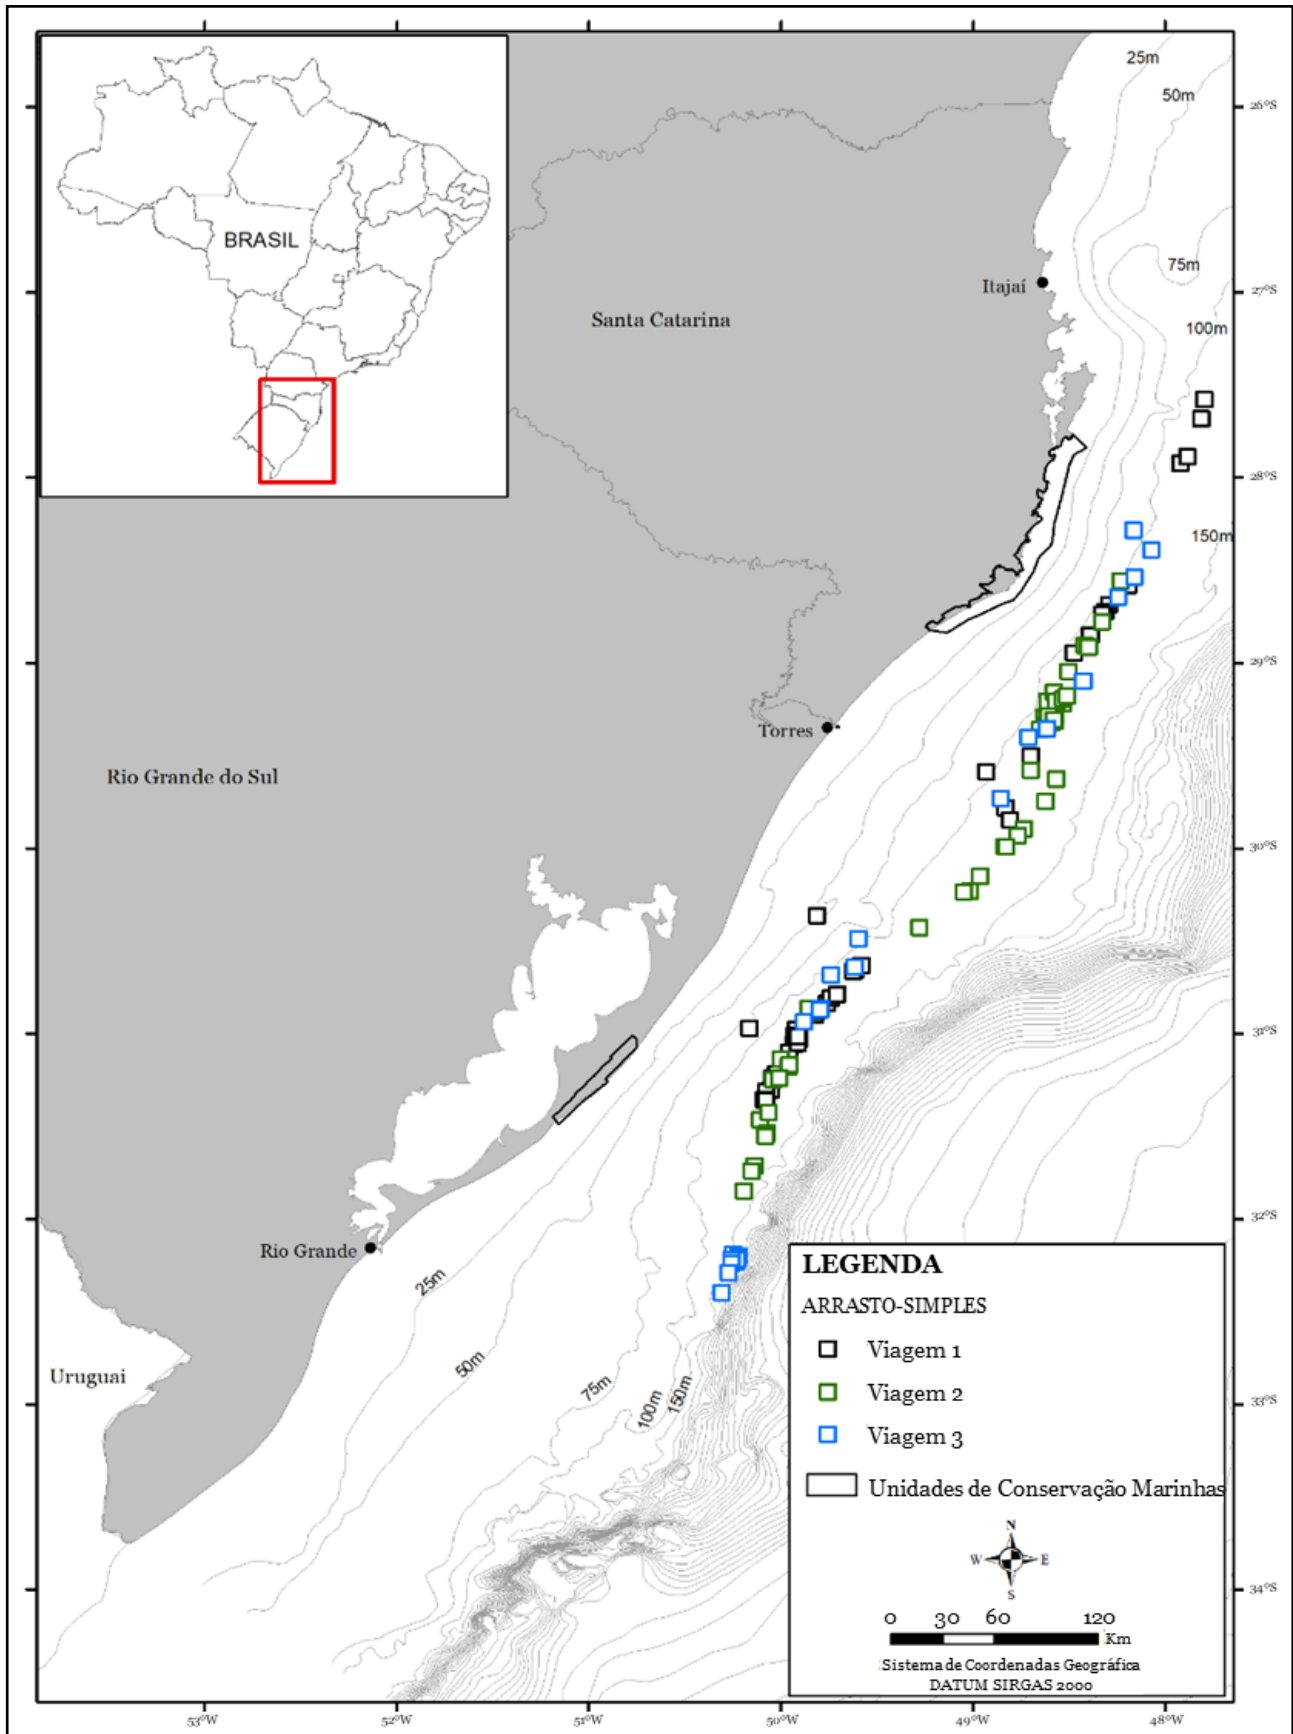 25m
50m
26°S
BRASIL
75m
Itajaí
27°S
Santa Catarina
100m
28°S
150m
29°S
Torres
Rio Grande do Sul
30°S
31°S
32°S
Rio Grande
25m
50m
75m
100m
150m
Uruguai
33°S
34°S
LEGENDA
ARRASTO-SIMPLES
Viagem 1
Viagem 2
Viagem 3
Unidades de Conservação Marinhas
N
W
E
S
0 30 60 120
Km
Sistema de Coordenadas Geográfica
DATUM SIRGAS 2000
53°W 52°W 51°W 50°W 49°W 48°W